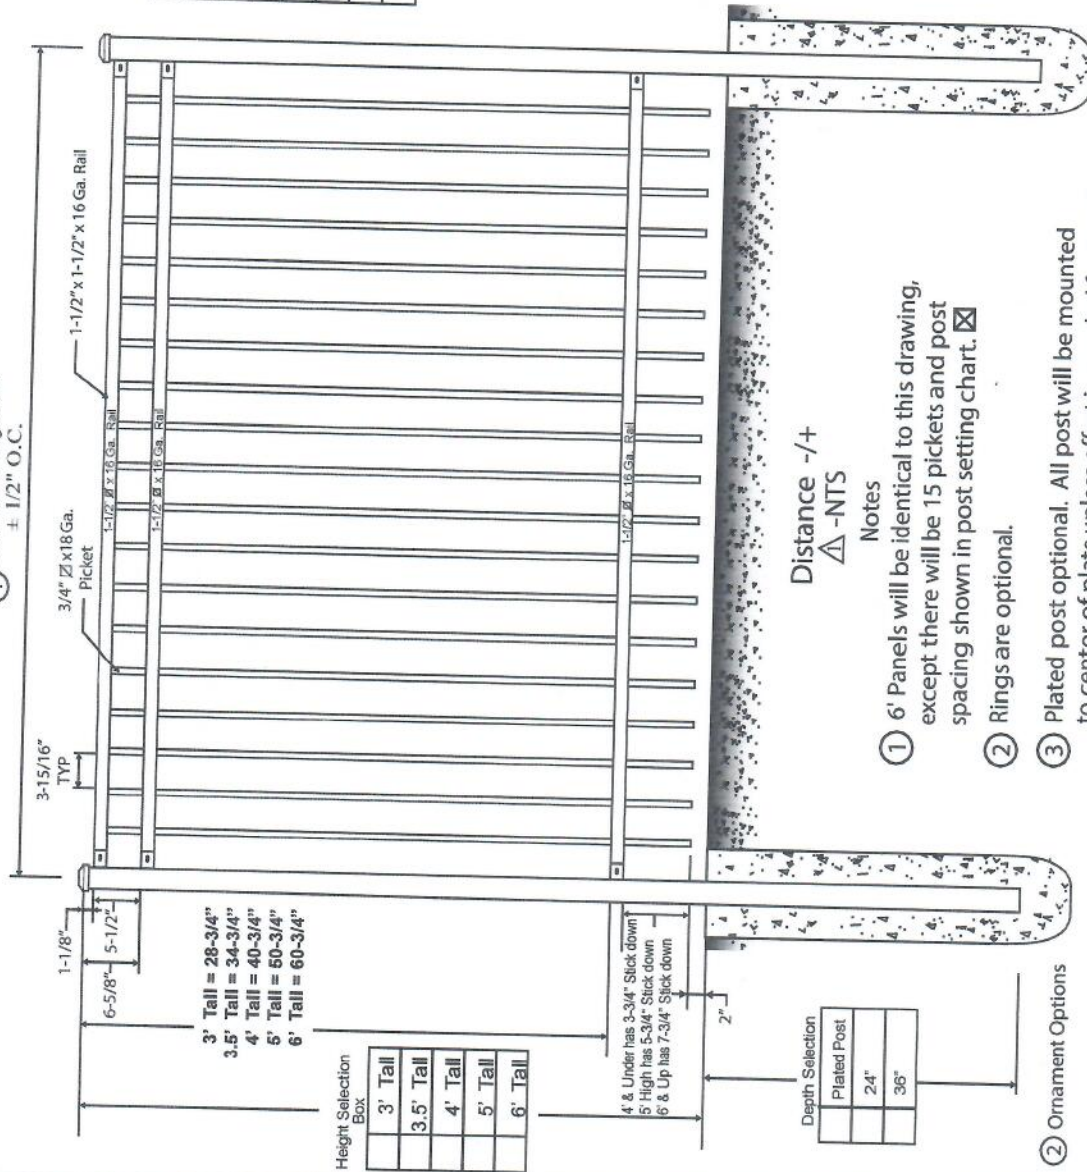 ± 1/2" O.C.
3-15/16"
TYP
3/4" ⌧ x18Ga.
Picket
1-1/2" x 1-1/2" x 16 Ga. Rail
1-1/2" ⌧ x 16 Ga. Rail
1-1/2" ⌧ x 16 Ga. Rail
1-1/2" ⌧ x 16 Ga. Rail
1-1/8"
5-1/2"
6-5/8"
3' Tall = 28-3/4"
3.5' Tall = 34-3/4"
4' Tall = 40-3/4"
5' Tall = 50-3/4"
6' Tall = 60-3/4"
Height Selection
Box
3' Tall
3.5' Tall
4' Tall
5' Tall
6' Tall
4' & Under has 3-3/4" Stick down
5' High has 5-3/4" Stick down
6' & Up has 7-3/4" Stick down
2"
Depth Selection
Plated Post
24"
36"
② Ornament Options
Distance -/+
⚠ -NTS
Notes
① 6' Panels will be identical to this drawing,
except there will be 15 pickets and post
spacing shown in post setting chart. ☒
② Rings are optional.
③ Plated post optional. All post will be mounted
to center of plate unless